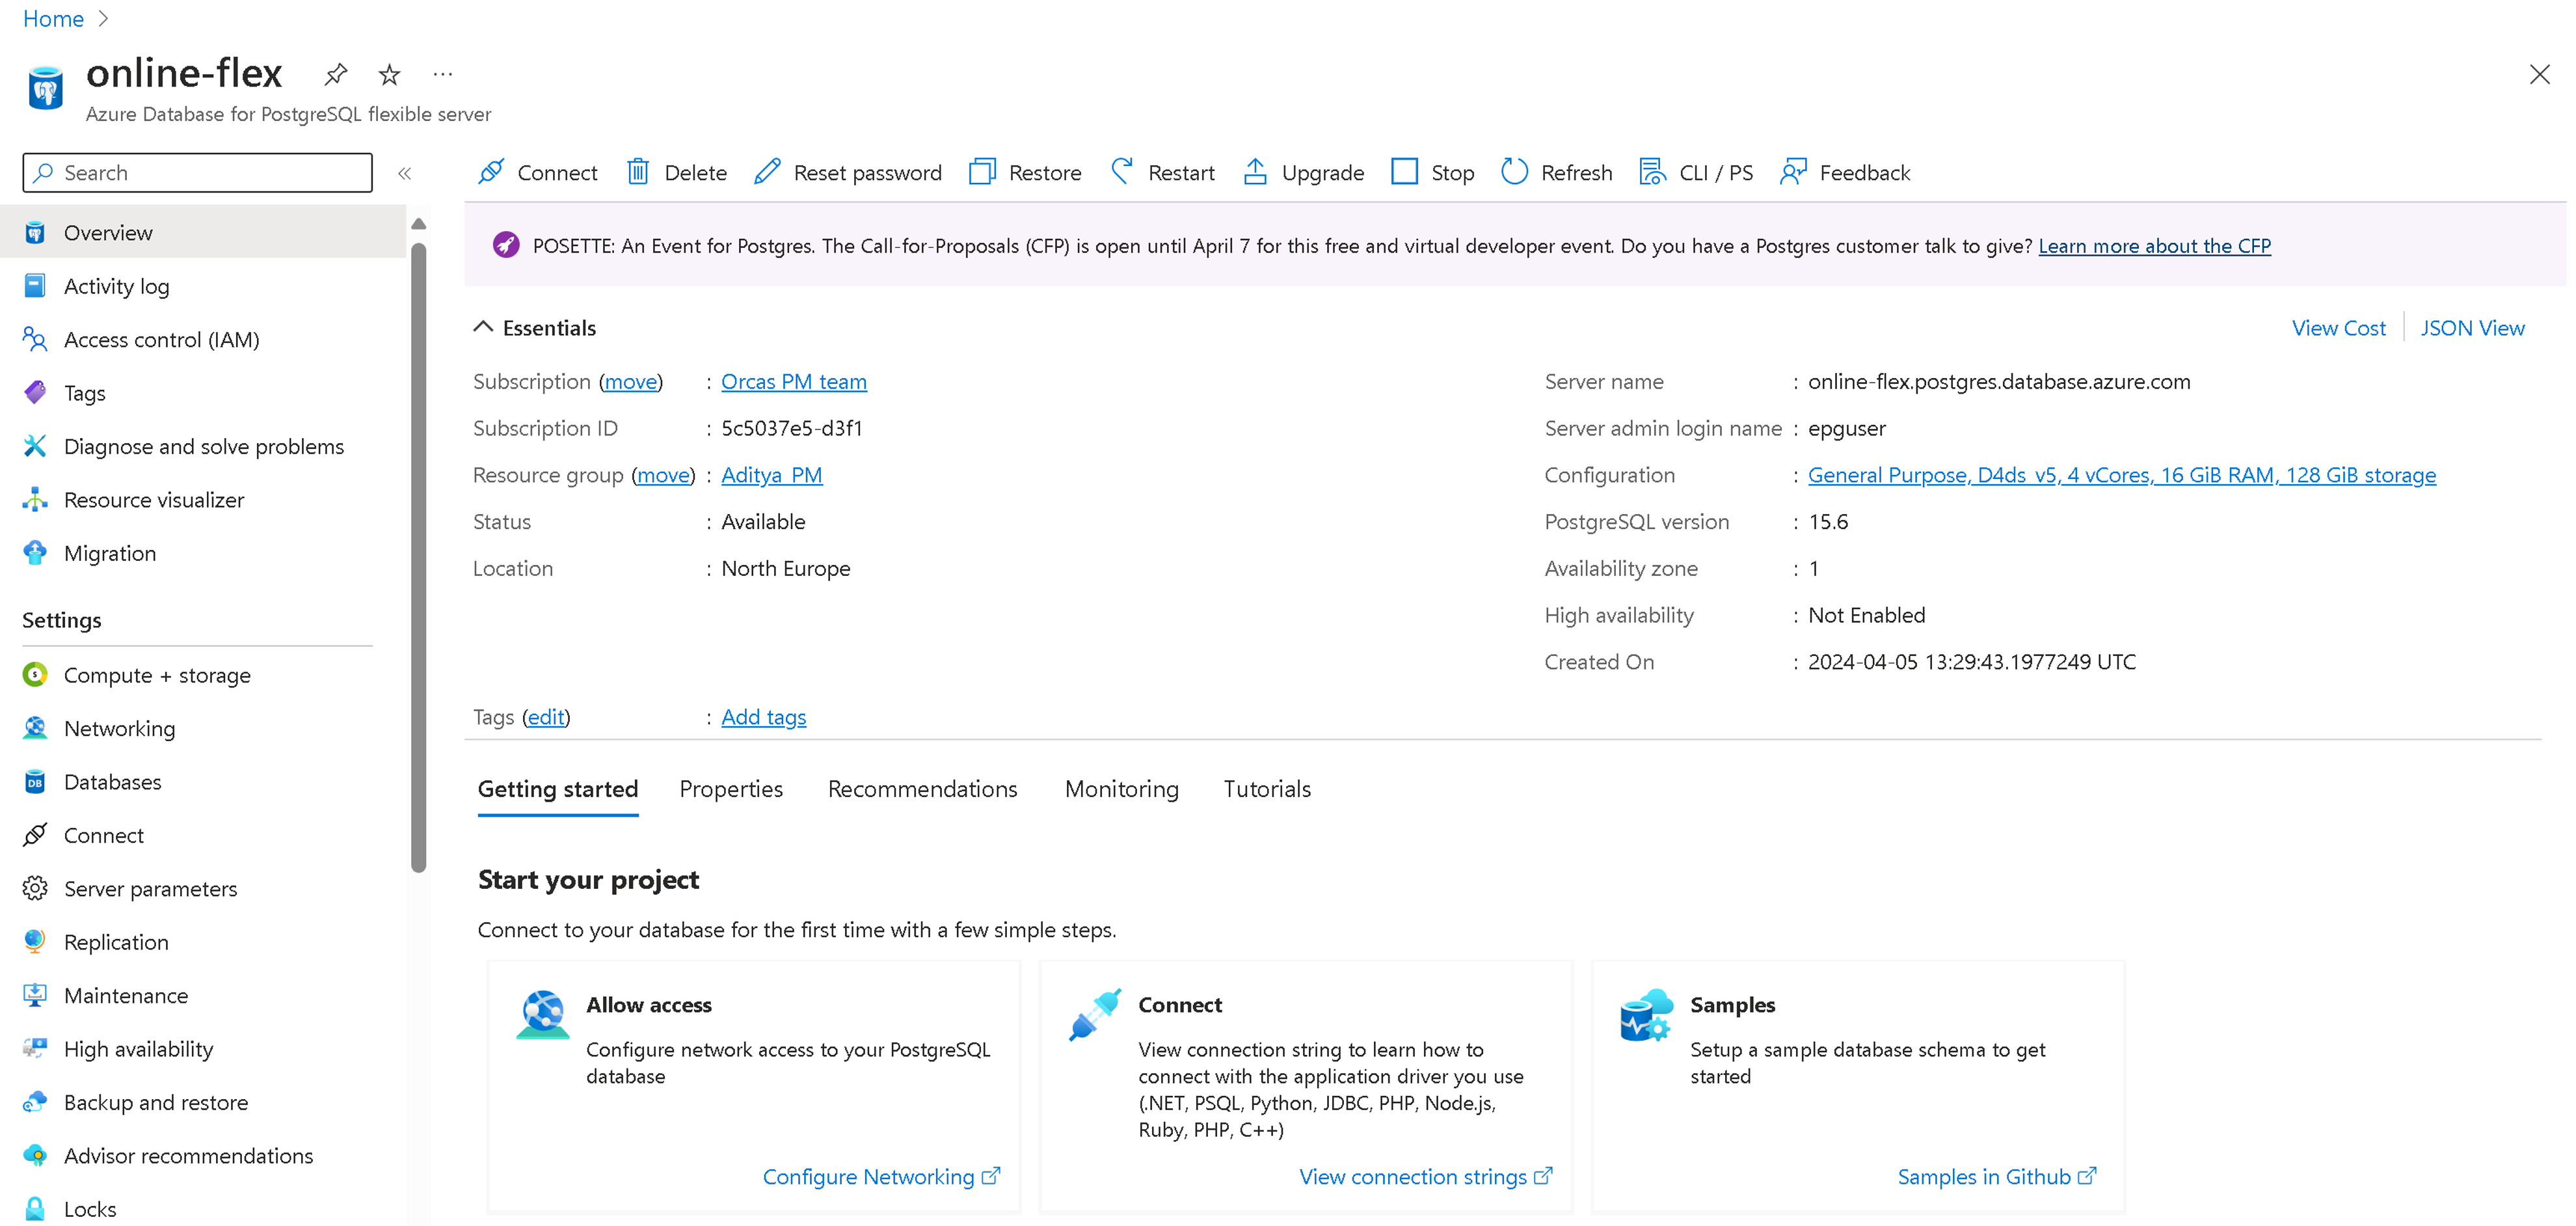 Home
online-flex
Azure Database for PostgreSQL flexible server
Search
Connect Delete Reset password Restore Restart Upgrade Stop Refresh CLI / PS Feedback
POSETTE: An Event for Postgres. The Call-for-Proposals (CFP) is open until April 7 for this free and virtual developer event. Do you have a Postgres customer talk to give? Learn more about the CFP
Overview
Activity log
Access control (IAM)
Tags
Diagnose and solve problems
Resource visualizer
Migration
Settings
Compute + storage
Networking
Databases
Connect
Server parameters
Replication
Maintenance
High availability
Backup and restore
Advisor recommendations
Locks
Essentials
View Cost
JSON View
Subscription (move) : Orcas PM team
Subscription ID : 5c5037e5-d3f1
Resource group (move) : Aditya_PM
Status : Available
Location : North Europe
Server name : online-flex.postgres.database.azure.com
Server admin login name : epguser
Configuration : General Purpose, D4ds_v5, 4 vCores, 16 GiB RAM, 128 GiB storage
PostgreSQL version : 15.6
Availability zone : 1
High availability : Not Enabled
Created On : 2024-04-05 13:29:43.1977249 UTC
Tags (edit) : Add tags
Getting started Properties Recommendations Monitoring Tutorials
Start your project
Connect to your database for the first time with a few simple steps.
Allow access
Configure network access to your PostgreSQL
database
Configure Networking
Connect
View connection string to learn how to
connect with the application driver you use
(.NET, PSQL, Python, JDBC, PHP, Node.js,
Ruby, PHP, C++)
View connection strings
Samples
Setup a sample database schema to get
started
Samples in Github